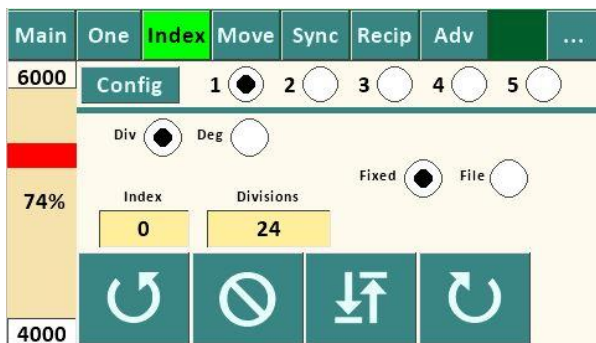 Main One Index Move Sync Recip Adv ...
6000 Config 1 2 3 4 5
Div Deg
Fixed File
74%
Index Divisions
0 24
4000